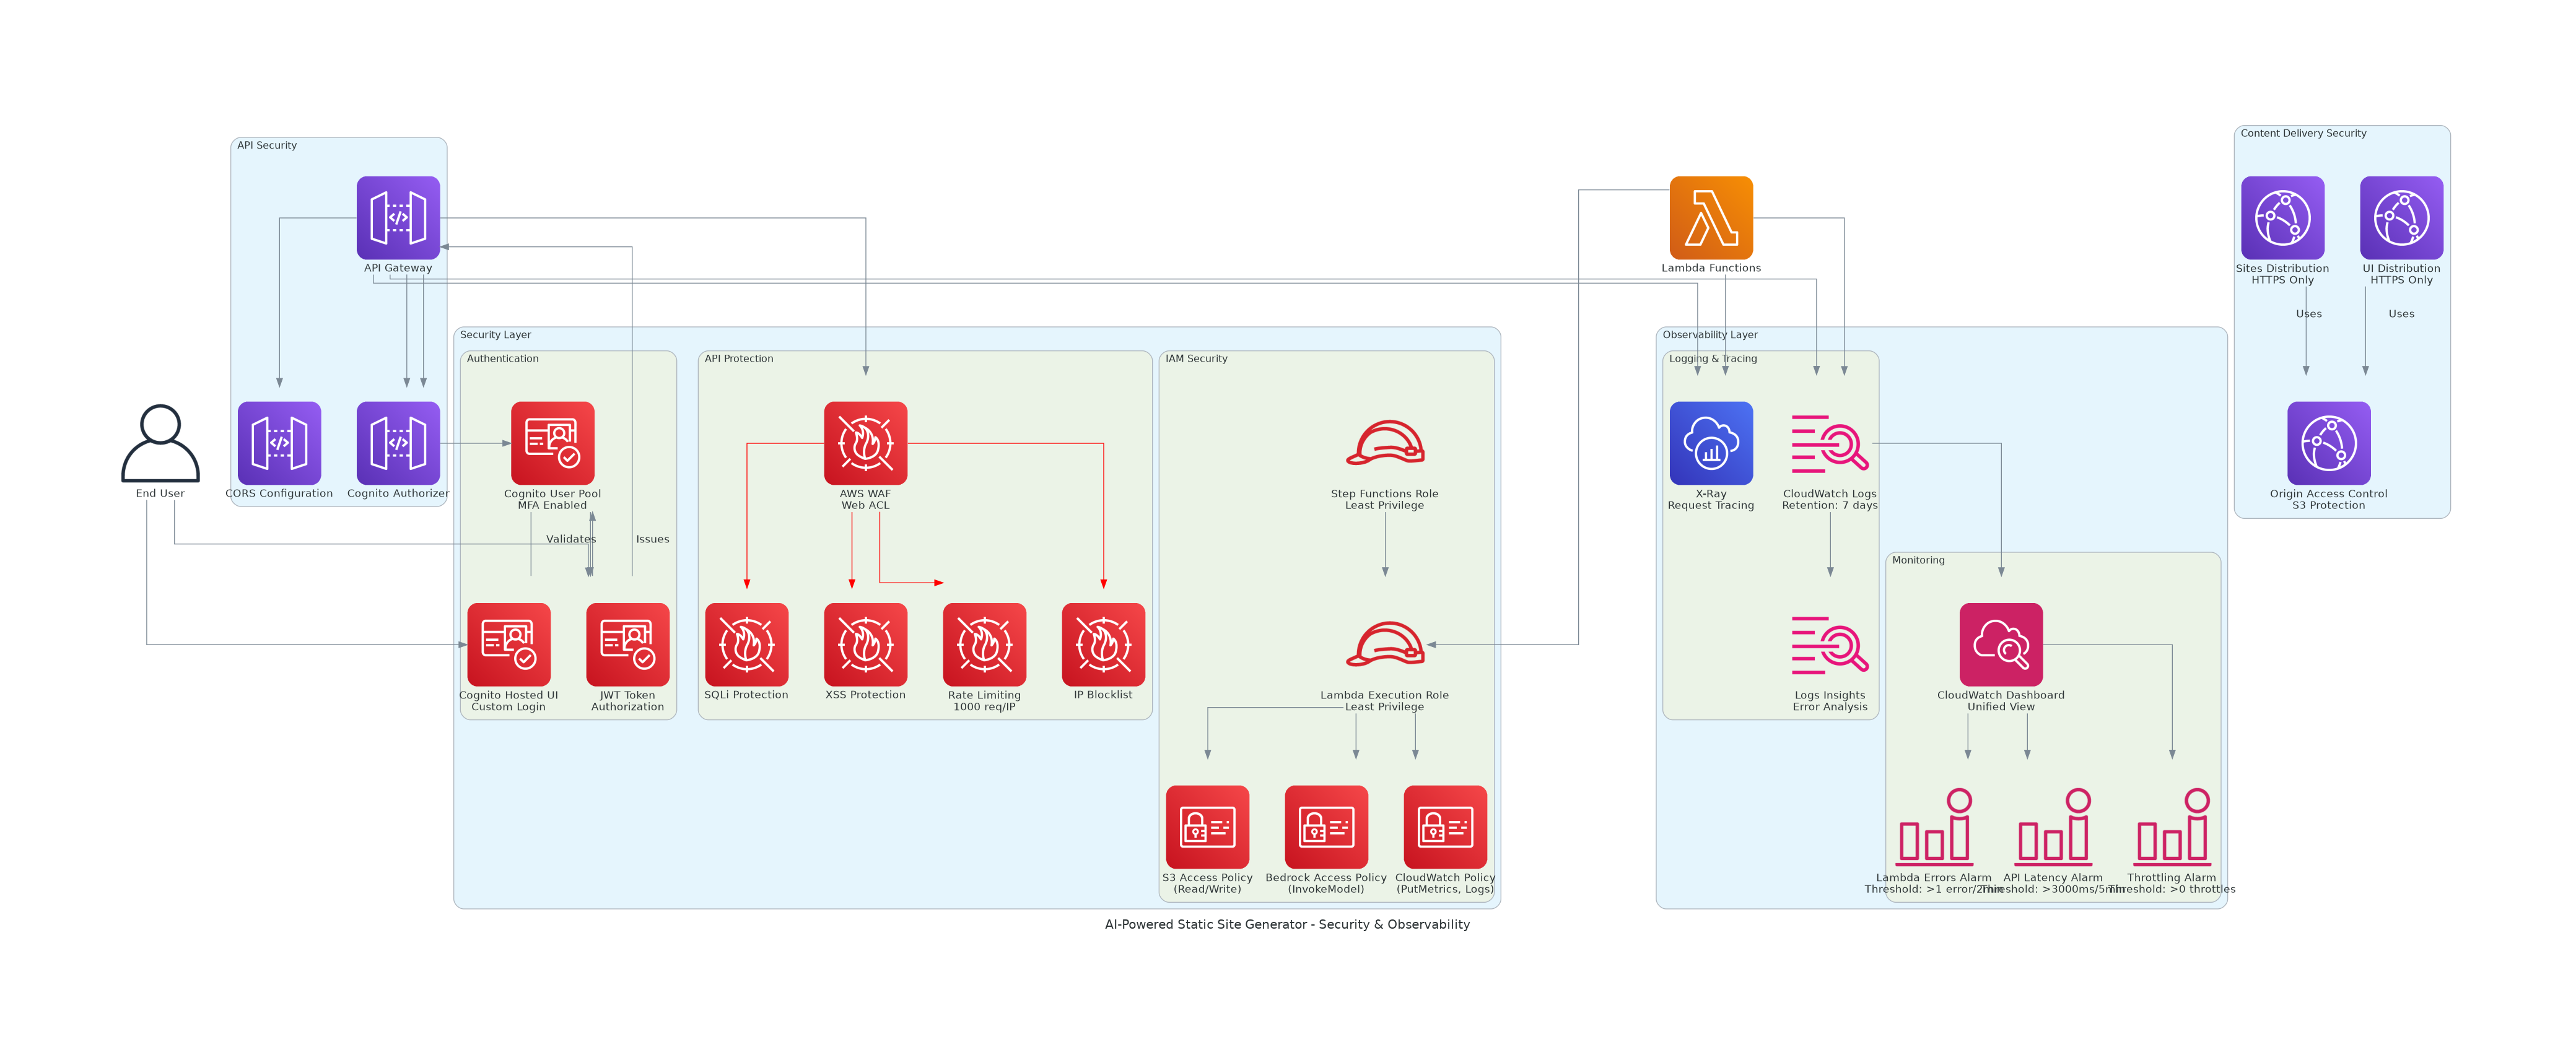 API Security
API Gateway
CORS Configuration
Cognito Authorizer
End User
Security Layer
Authentication
Cognito User Pool
MFA Enabled
Validates
Issues
Cognito Hosted UI
Custom Login
JWT Token
Authorization
API Protection
AWS WAF
Web ACL
SQLi Protection
XSS Protection
Rate Limiting
1000 req/IP
IP Blocklist
IAM Security
Step Functions Role
Least Privilege
Lambda Execution Role
Least Privilege
S3 Access Policy
(Read/Write)
Bedrock Access Policy
(InvokeModel)
CloudWatch Policy
(PutMetrics, Logs)
Lambda Functions
Observability Layer
Logging & Tracing
X-Ray
Request Tracing
CloudWatch Logs
Retention: 7 days
Logs Insights
Error Analysis
Monitoring
CloudWatch Dashboard
Unified View
Lambda Errors Alarm
Threshold: >1 error/2min
API Latency Alarm
Threshold: >3000ms/5min
Throttling Alarm
Threshold: >0 throttles
Content Delivery Security
Sites Distribution
HTTPS Only
UI Distribution
HTTPS Only
Uses
Uses
Origin Access Control
S3 Protection
AI-Powered Static Site Generator - Security & Observability